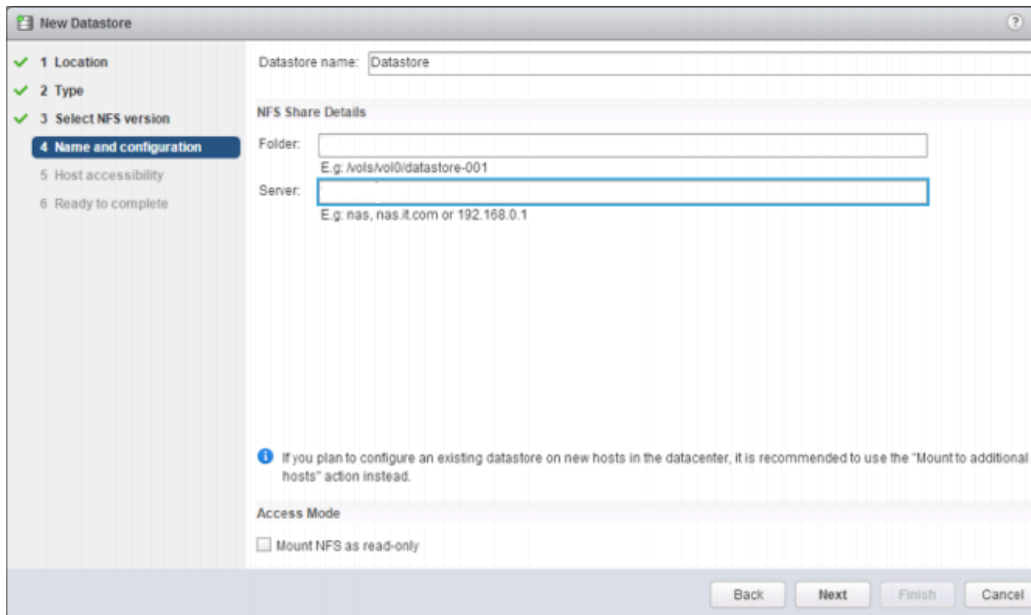 New Datastore
?
1 Location
2 Type
3 Select NFS version
4 Name and configuration
5 Host accessibility
6 Ready to complete
Datastore name: Datastore
NFS Share Details
Folder:
E.g: /vols/vol0/datastore-001
Server:
E.g: nas, nas.it.com or 192.168.0.1
If you plan to configure an existing datastore on new hosts in the datacenter, it is recommended to use the "Mount to additional
hosts" action instead.
Access Mode
Mount NFS as read-only
Back Next Finish Cancel